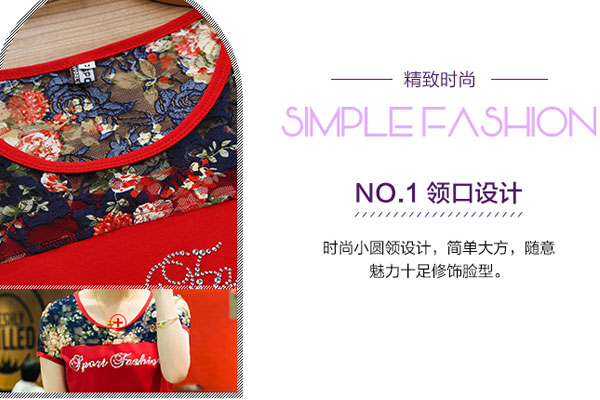 精致时尚
SIMPLE FASHION
NO.1 领口设计
时尚小圆领设计，简单大方，随意
魅力十足修饰脸型。
Sport Fashion